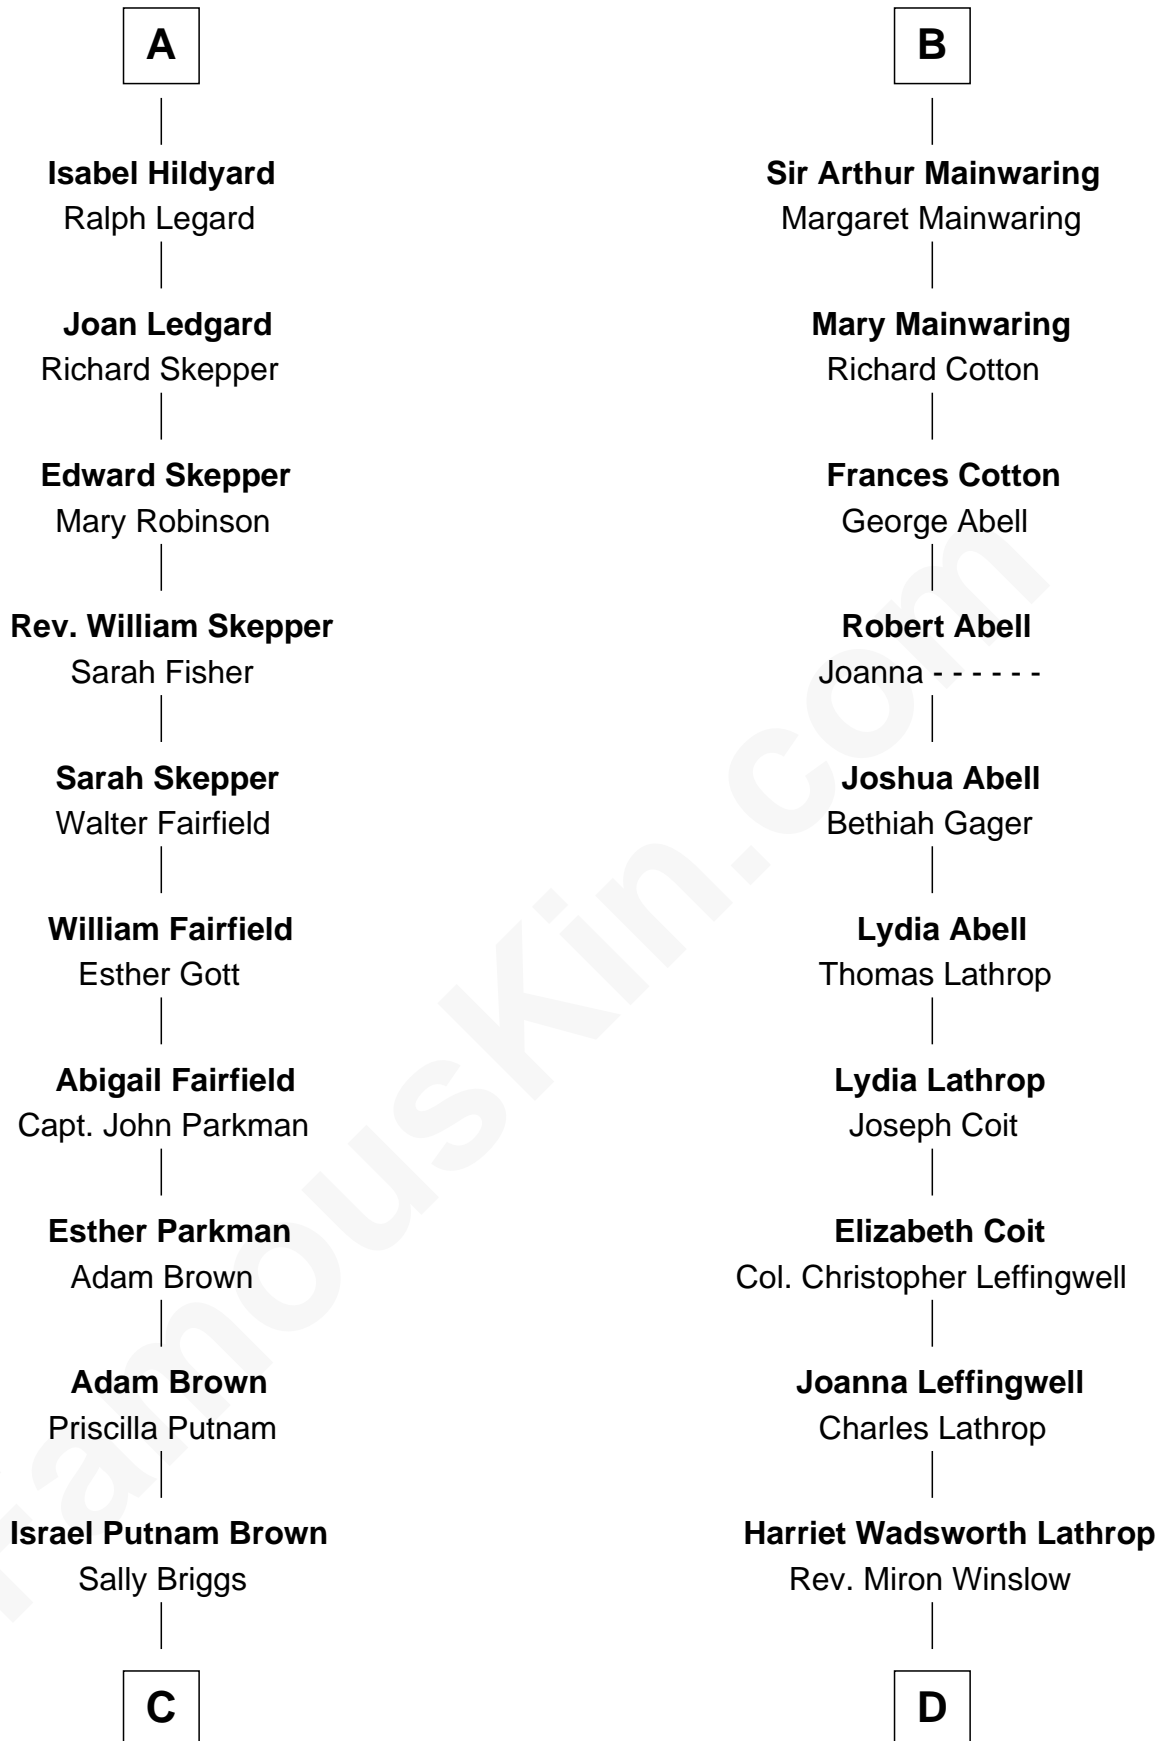 A
Isabel Hildyard
Ralph Legard
Joan Ledgard
Richard Skepper
Edward Skepper
Mary Robinson
Rev. William Skepper
Sarah Fisher
Sarah Skepper
Walter Fairfield
William Fairfield
Esther Gott
Abigail Fairfield
Capt. John Parkman
Esther Parkman
Adam Brown
Adam Brown
Priscilla Putnam
Israel Putnam Brown
Sally Briggs
C
B
Sir Arthur Mainwaring
Margaret Mainwaring
Mary Mainwaring
Richard Cotton
Frances Cotton
George Abell
Robert Abell
Joanna - - - - - -
Joshua Abell
Bethiah Gager
Lydia Abell
Thomas Lathrop
Lydia Lathrop
Joseph Coit
Elizabeth Coit
Col. Christopher Leffingwell
Joanna Leffingwell
Charles Lathrop
Harriet Wadsworth Lathrop
Rev. Miron Winslow
D
FamousKin.com